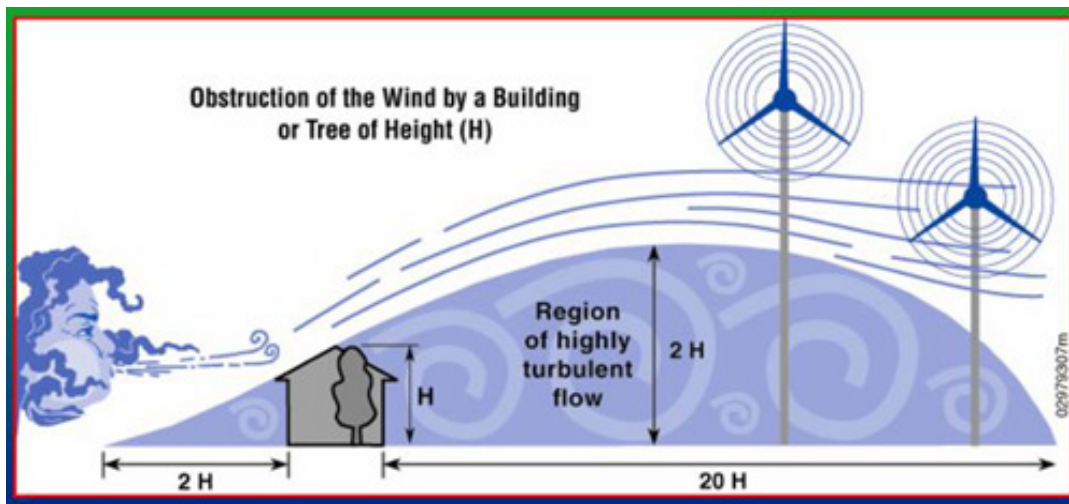 Obstruction of the Wind by a Building
or Tree of Height (H)
Region
of highly
turbulent
flow
2 H
H
2 H
20 H
02979307m